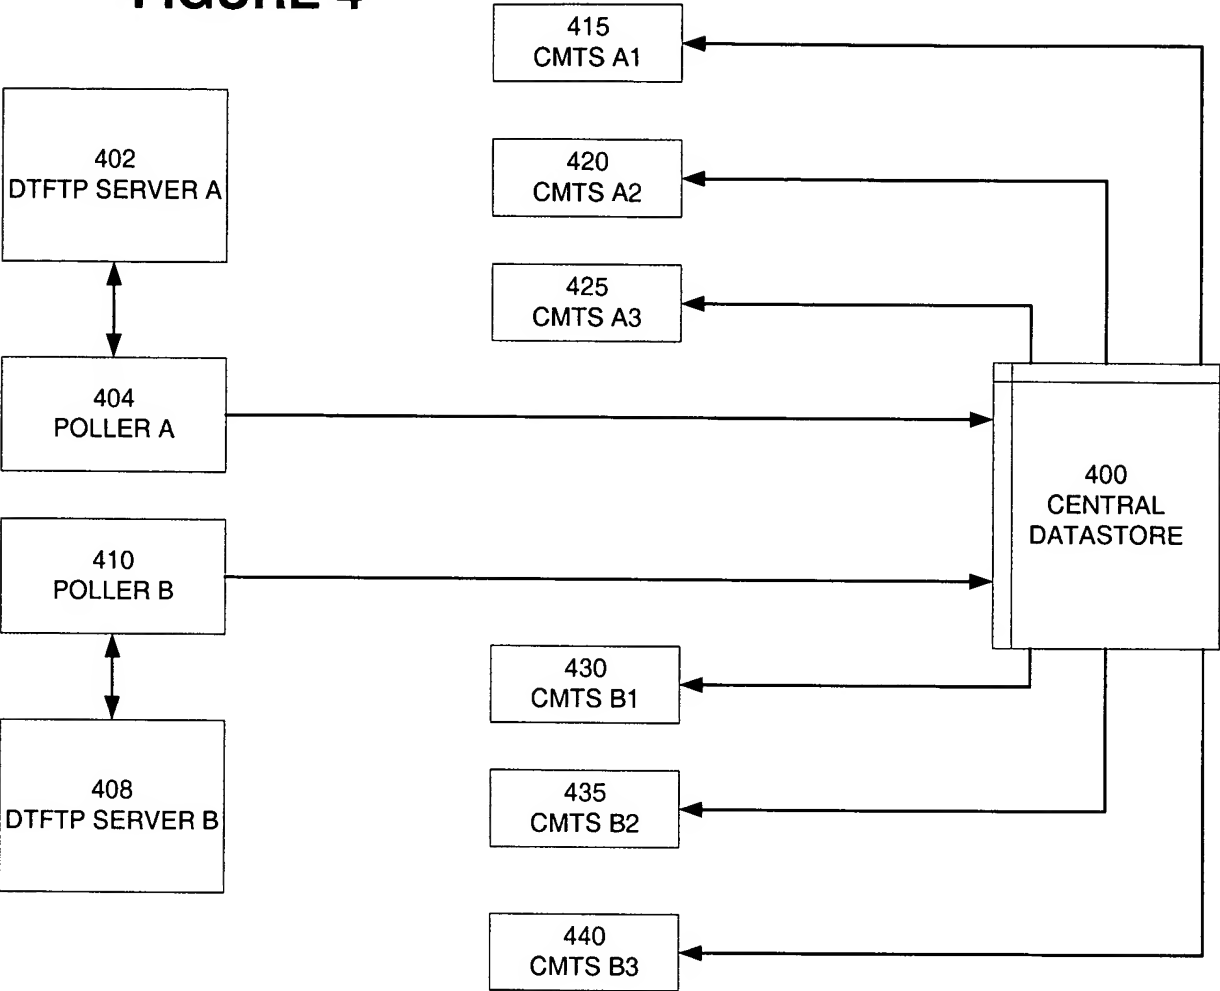 FIGURE 4
415
CMTS A1
402
DTFTP SERVER A
420
CMTS A2
425
CMTS A3
404
POLLER A
400
CENTRAL
DATASTORE
410
POLLER B
430
CMTS B1
408
DTFTP SERVER B
435
CMTS B2
440
CMTS B3